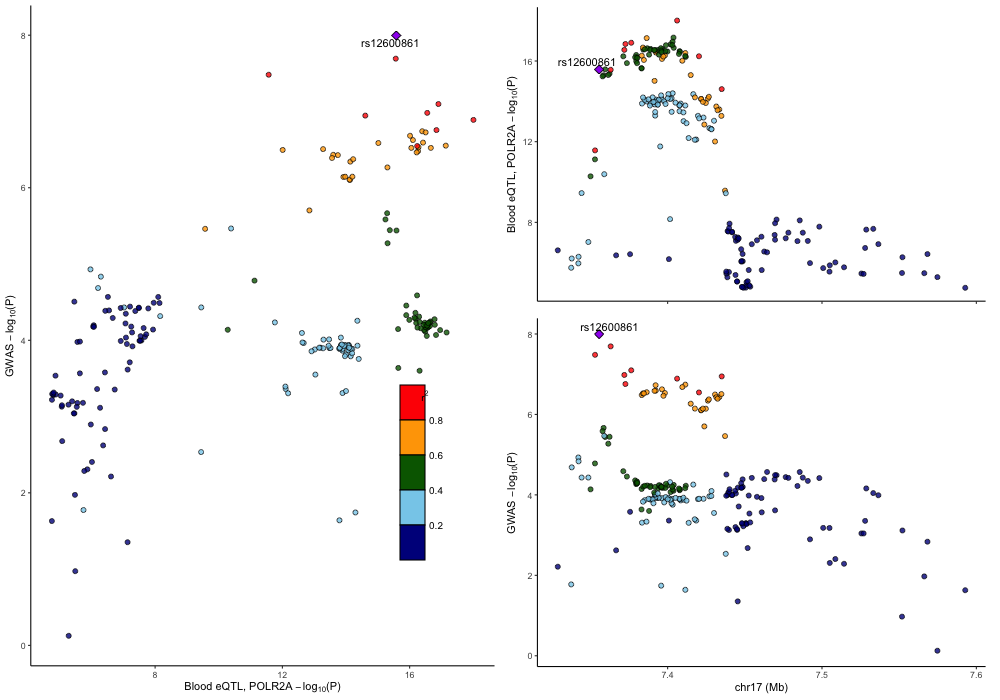 8
6
4
2
0
GWAS −log10(P)
8
12
16
Blood eQTL, POLR2A −log10(P)
rs12600861
r2
0.8
0.6
0.4
0.2
16
12
8
Blood eQTL, POLR2A −log10(P)
rs12600861
8
6
4
2
0
GWAS −log10(P)
rs12600861
7.4
7.5
7.6
chr17 (Mb)